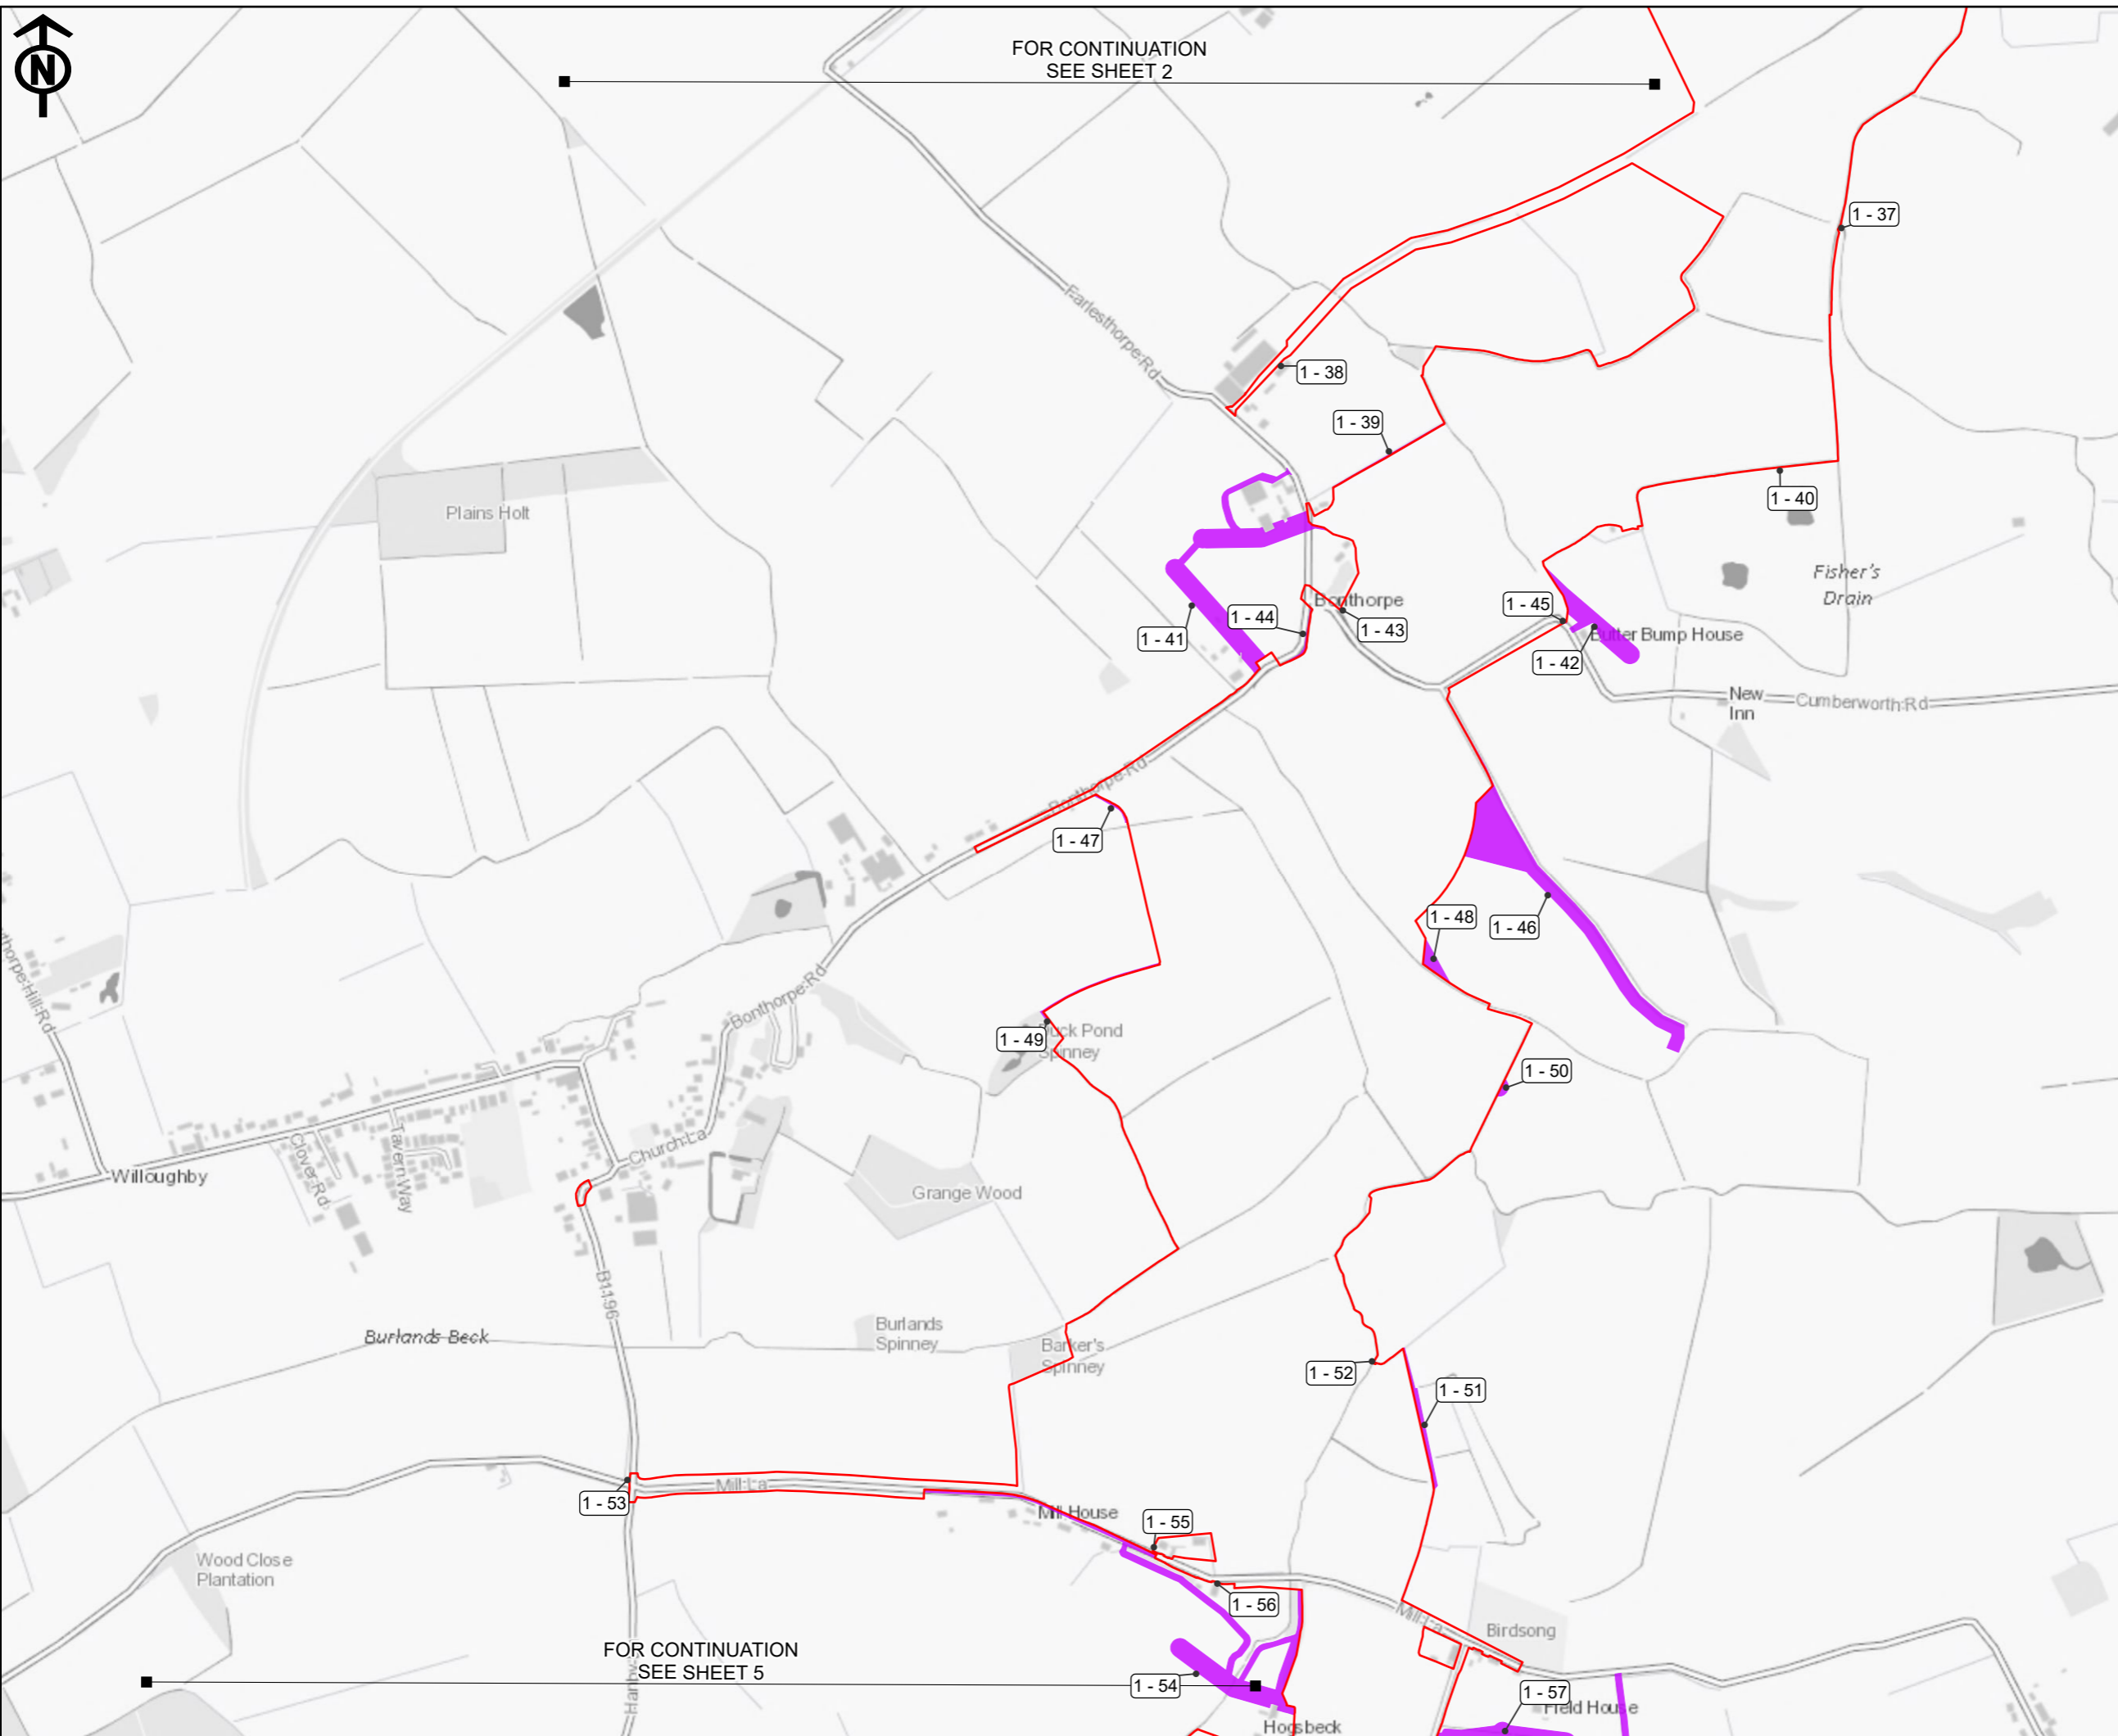 N
FOR CONTINUATION
SEE SHEET 2
1 - 37
Farlesthorpe Rd
1 - 38
1 - 39
1 - 40
Plains Holt
Fisher's
Drain
Bonthorpe
1 - 45
1 - 44
1 - 43
1 - 41
Butter Bump House
1 - 42
New
Inn
Cumberworth Rd
Bonthorpe Rd
1 - 47
1 - 48
1 - 46
thorpe Hill Rd
Bonthorpe Rd
1 - 49
Duck Pond
Spinney
1 - 50
Clover Rd
Tavern Way
Church La
Willoughby
Grange Wood
B1196
Burlands Beck
Burlands
Spinney
Barker's
Spinney
1 - 52
1 - 51
Mill La
1 - 53
Mill House
1 - 55
Wood Close
Plantation
1 - 56
Mill La
Birdsong
FOR CONTINUATION
SEE SHEET 5
1 - 54
1 - 57
Field House
Hogsbeck